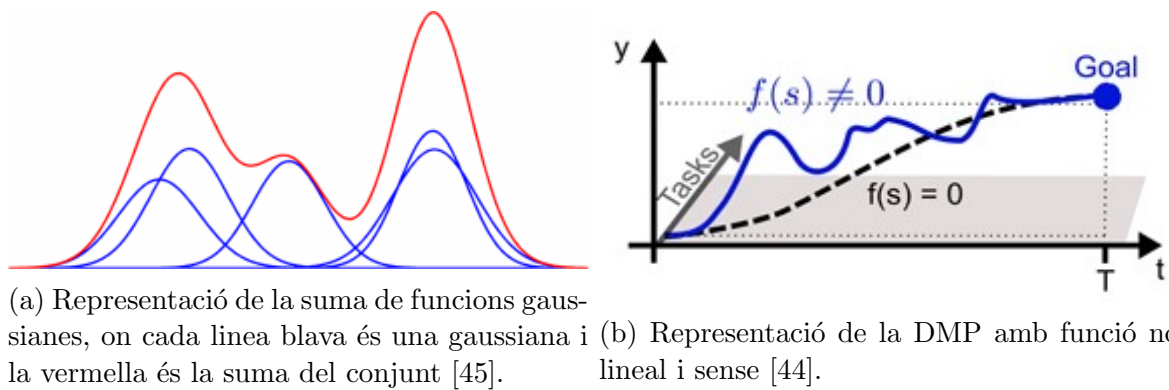 y
Goal
f(s) ≠ 0
Tasks
f(s) = 0
T
t
(a) Representació de la suma de funcions gaus-
sianes, on cada linea blava és una gaussiana i
la vermella és la suma del conjunt [45].
(b) Representació de la DMP amb funció no
lineal i sense [44].